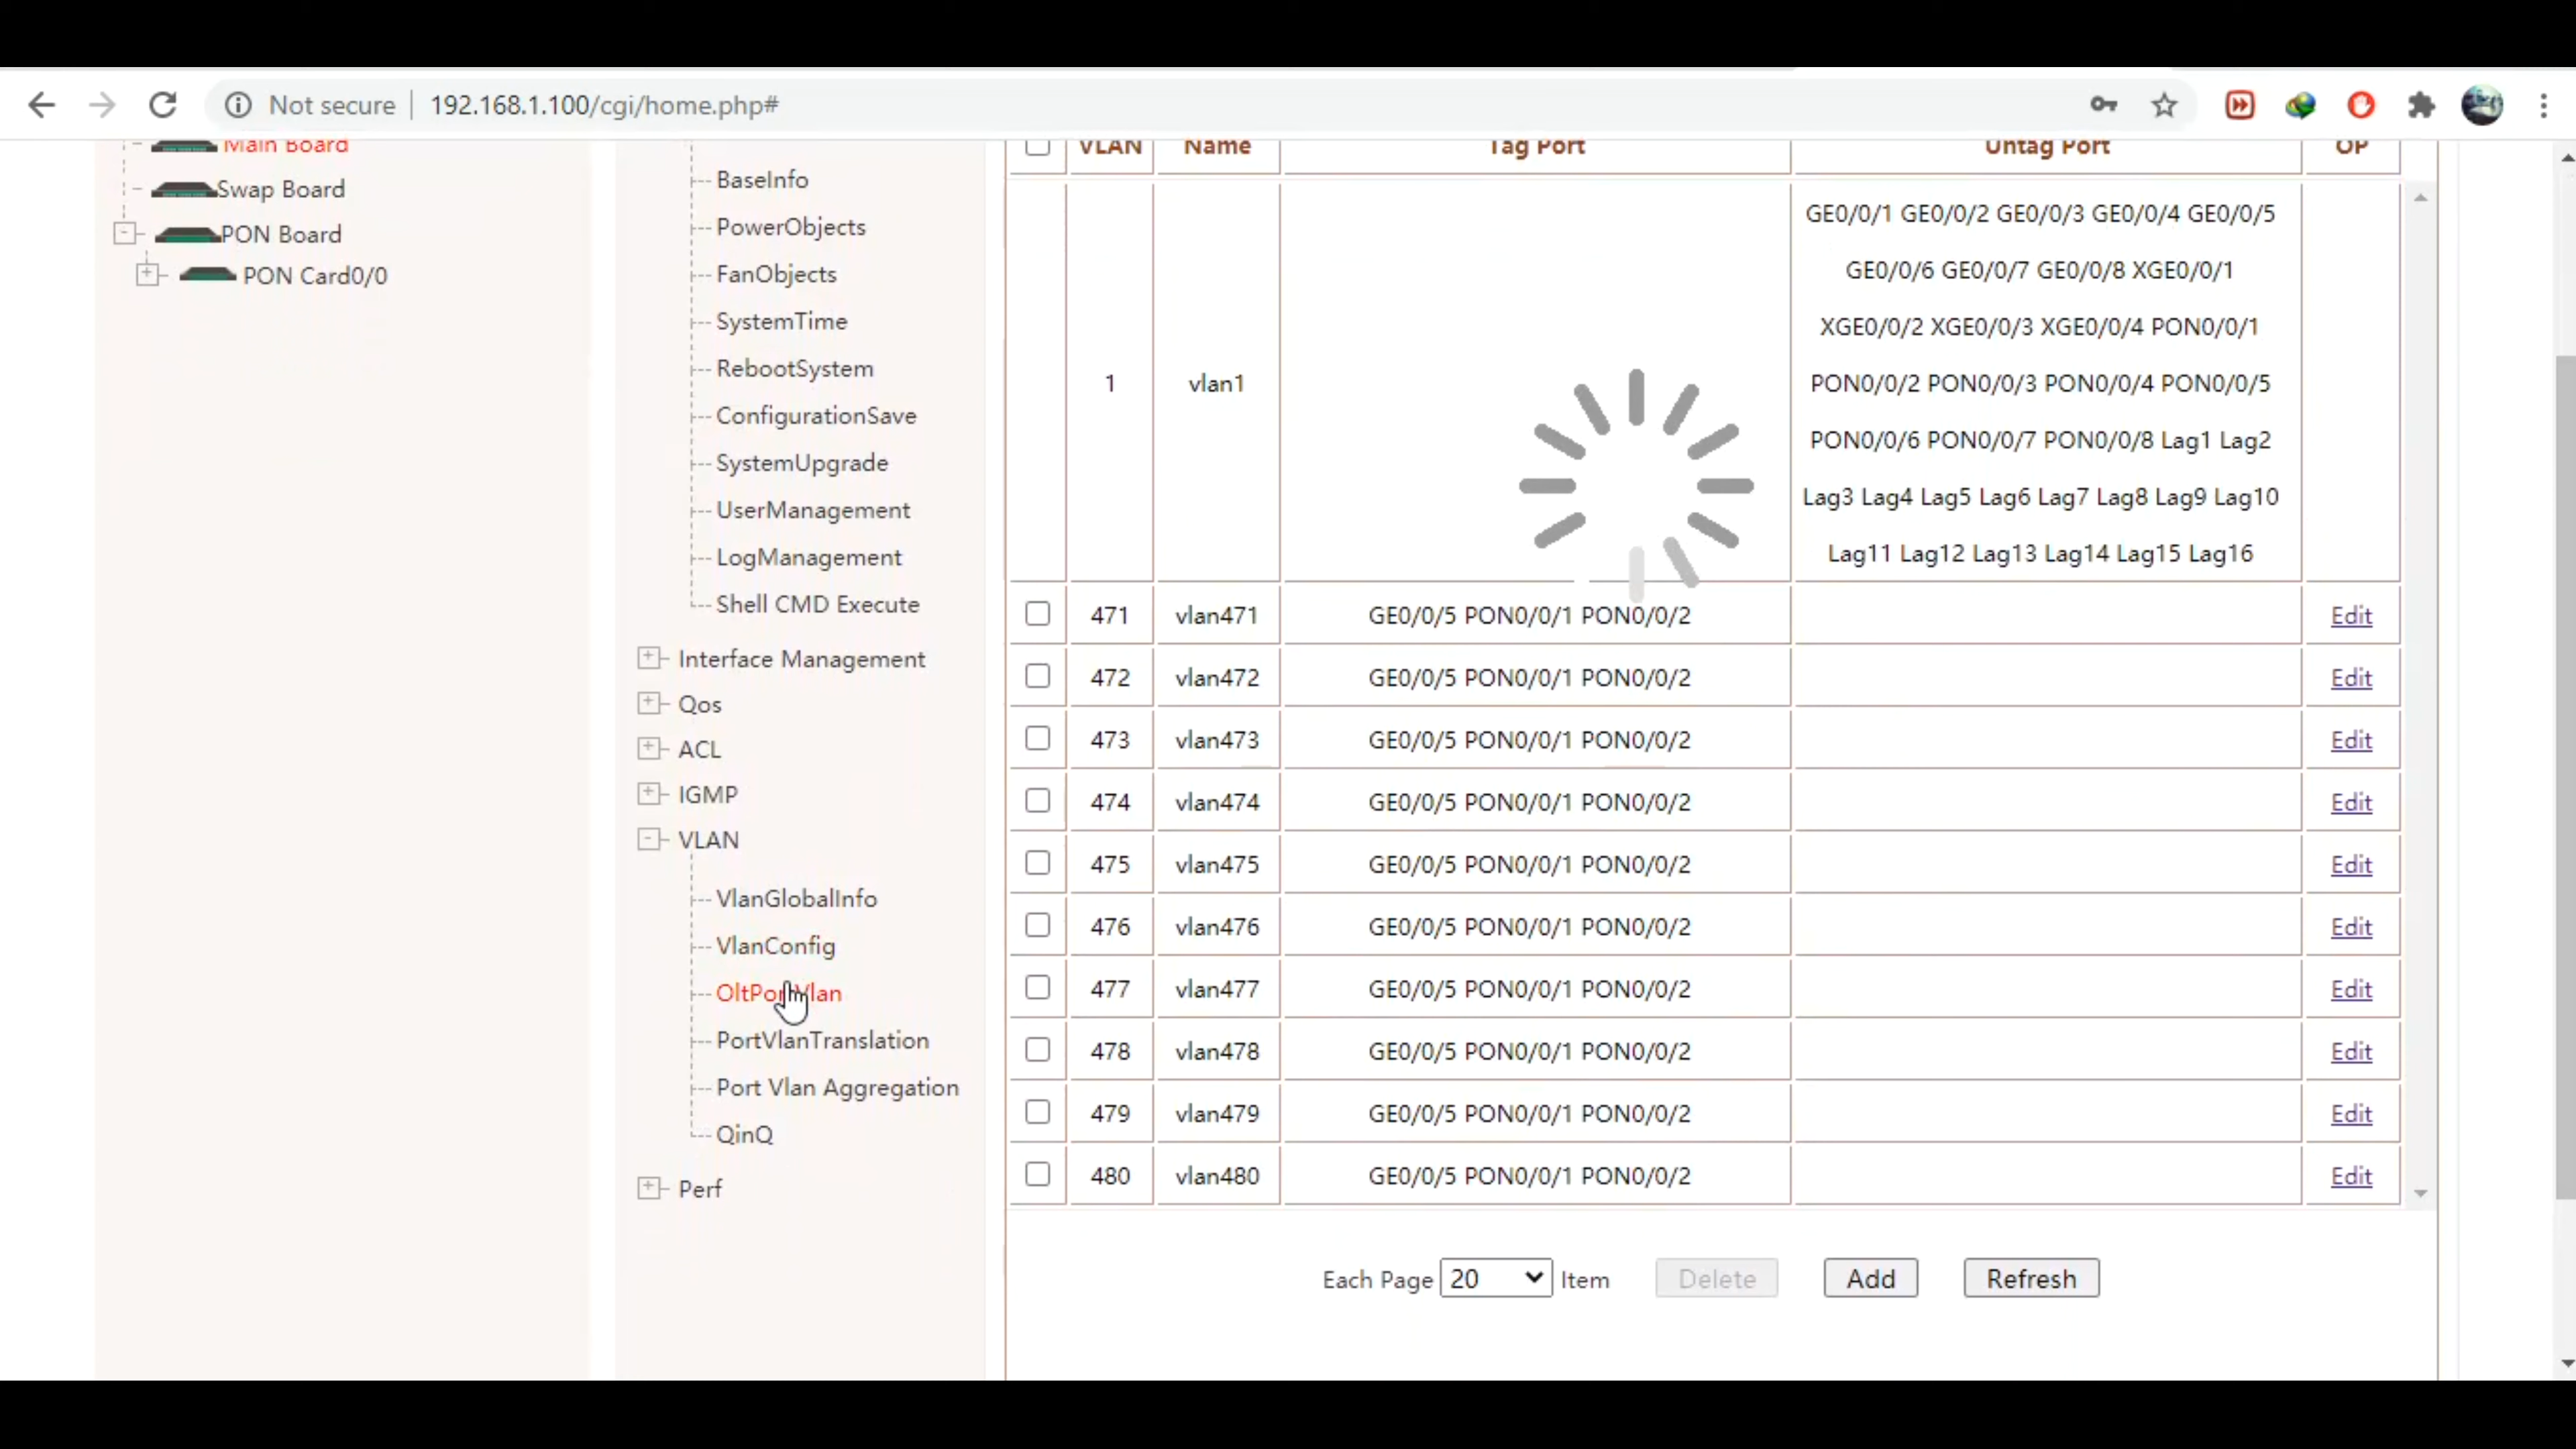 Not secure
192.168.1.100/cgi/home.php#
Main Board
Swap Board
PON Board
PON Card0/0
BaseInfo
PowerObjects
FanObjects
SystemTime
RebootSystem
ConfigurationSave
SystemUpgrade
UserManagement
LogManagement
Shell CMD Execute
Interface Management
Qos
ACL
IGMP
VLAN
VlanGlobalInfo
VlanConfig
OltPortVlan
PortVlanTranslation
Port Vlan Aggregation
QinQ
Perf
VLAN Name Tag Port Untag Port OP
GE0/0/1 GE0/0/2 GE0/0/3 GE0/0/4 GE0/0/5
GE0/0/6 GE0/0/7 GE0/0/8 XGE0/0/1
XGE0/0/2 XGE0/0/3 XGE0/0/4 PON0/0/1
1 vlan1 PON0/0/2 PON0/0/3 PON0/0/4 PON0/0/5
PON0/0/6 PON0/0/7 PON0/0/8 Lag1 Lag2
Lag3 Lag4 Lag5 Lag6 Lag7 Lag8 Lag9 Lag10
Lag11 Lag12 Lag13 Lag14 Lag15 Lag16
471 vlan471 GE0/0/5 PON0/0/1 PON0/0/2 Edit
472 vlan472 GE0/0/5 PON0/0/1 PON0/0/2 Edit
473 vlan473 GE0/0/5 PON0/0/1 PON0/0/2 Edit
474 vlan474 GE0/0/5 PON0/0/1 PON0/0/2 Edit
475 vlan475 GE0/0/5 PON0/0/1 PON0/0/2 Edit
476 vlan476 GE0/0/5 PON0/0/1 PON0/0/2 Edit
477 vlan477 GE0/0/5 PON0/0/1 PON0/0/2 Edit
478 vlan478 GE0/0/5 PON0/0/1 PON0/0/2 Edit
479 vlan479 GE0/0/5 PON0/0/1 PON0/0/2 Edit
480 vlan480 GE0/0/5 PON0/0/1 PON0/0/2 Edit
Each Page 20 Item Delete Add Refresh